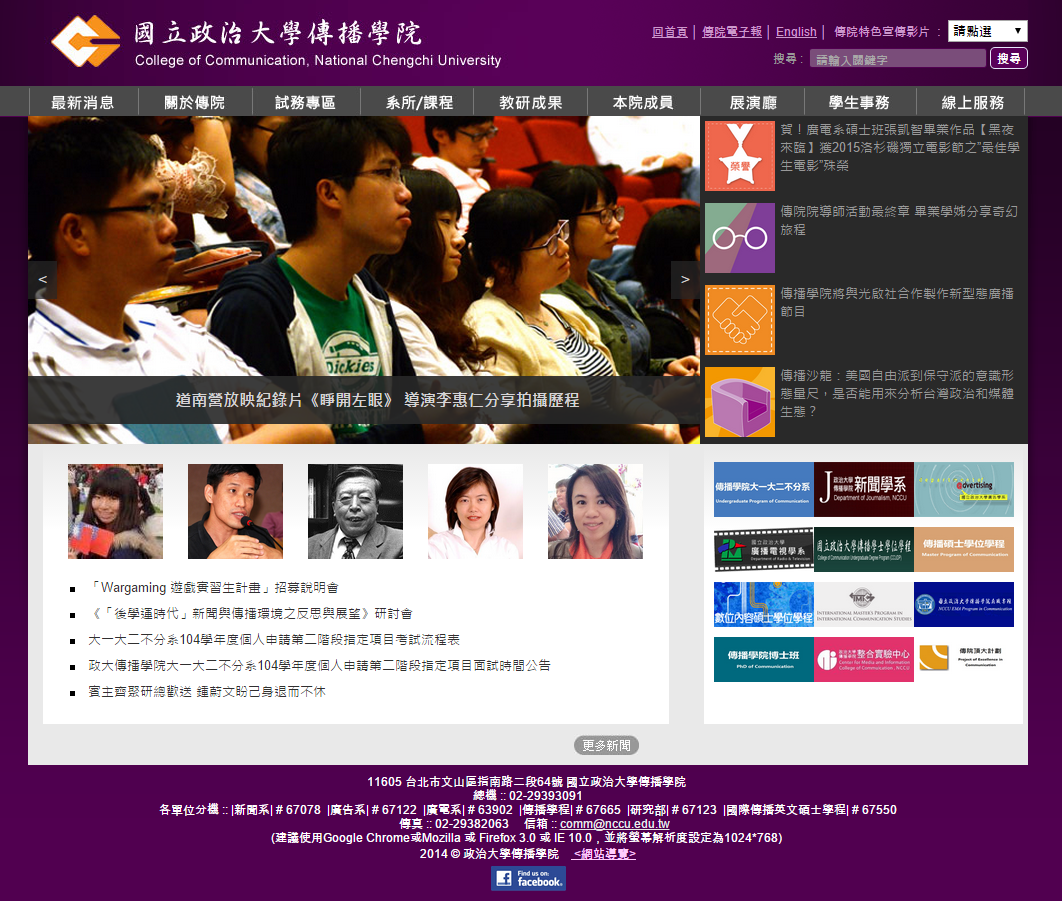 國立政治大學傳播學院
College of Communication, National Chengchi University
回首頁│ 傳院電子報│ English│ 傳院特色宣傳影片 : 請點選
搜尋 : 請輸入關鍵字 搜尋
最新消息 關於傳院 試務專區 系所/課程 教研成果 本院成員 展演廳 學生事務 線上服務
<
>
Dickies
道南營放映紀錄片《睜開左眼》 導演李惠仁分享拍攝歷程
榮譽
賀！廣電系碩士班張凱智畢業作品【黑夜
來臨】獲2015洛杉磯獨立電影節之"最佳學
生電影"殊榮
傳院院導師活動最終章 畢業學姊分享奇幻
旅程
傳播學院將與光啟社合作製作新型態廣播
節目
傳播沙龍：美國自由派到保守派的意識形
態量尺，是否能用來分析台灣政治和媒體
生態？
「Wargaming 遊戲實習生計畫」招募說明會
《「後學運時代」新聞與傳播環境之反思與展望》研討會
大一大二不分系104學年度個人申請第二階段指定項目考試流程表
政大傳播學院大一大二不分系104學年度個人申請第二階段指定項目面試時間公告
賓主齊聚研總歡送 鍾蔚文盼己身退而不休
傳播學院大一大二不分系
Undergraduate Program of Communication
政治大學
傳播學院 新聞學系
Department of Journalism, NCCU
@dvertising
國立政治大學廣告學系
國立政治大學
廣播電視學系
Department of Radio & Television
國立政治大學傳播學士學位學程
College of Communication Undergraduate Degree Program (CCUDP)
傳播碩士學位學程
Master Program of Communication
數位內容碩士學位學程
IMICS
INTERNATIONAL MASTER'S PROGRAM IN
INTERNATIONAL COMMUNICATION STUDIES
國立政治大學傳播學院在職專班
NCCU EMA Program in Communication
傳播學院博士班
PhD of Communication
政治大學
傳播學院 整合實驗中心
Center for Media and Information
College of Communication , NCCU
傳院頂大計劃
Project of Excellence in
Communication
更多新聞
11605 台北市文山區指南路二段64號 國立政治大學傳播學院
總機 :: 02-29393091
各單位分機 :: |新聞系| # 67078 |廣告系| # 67122 |廣電系| # 63902 |傳播學程| # 67665 |研究部| # 67123 |國際傳播英文碩士學程| # 67550
傳真 :: 02-29382063 信箱 :: comm@nccu.edu.tw
(建議使用Google Chrome或Mozilla 或 Firefox 3.0 或 IE 10.0，並將螢幕解析度設定為1024*768)
2014 © 政治大學傳播學院 <網站導覽>
Find us on:
facebook.